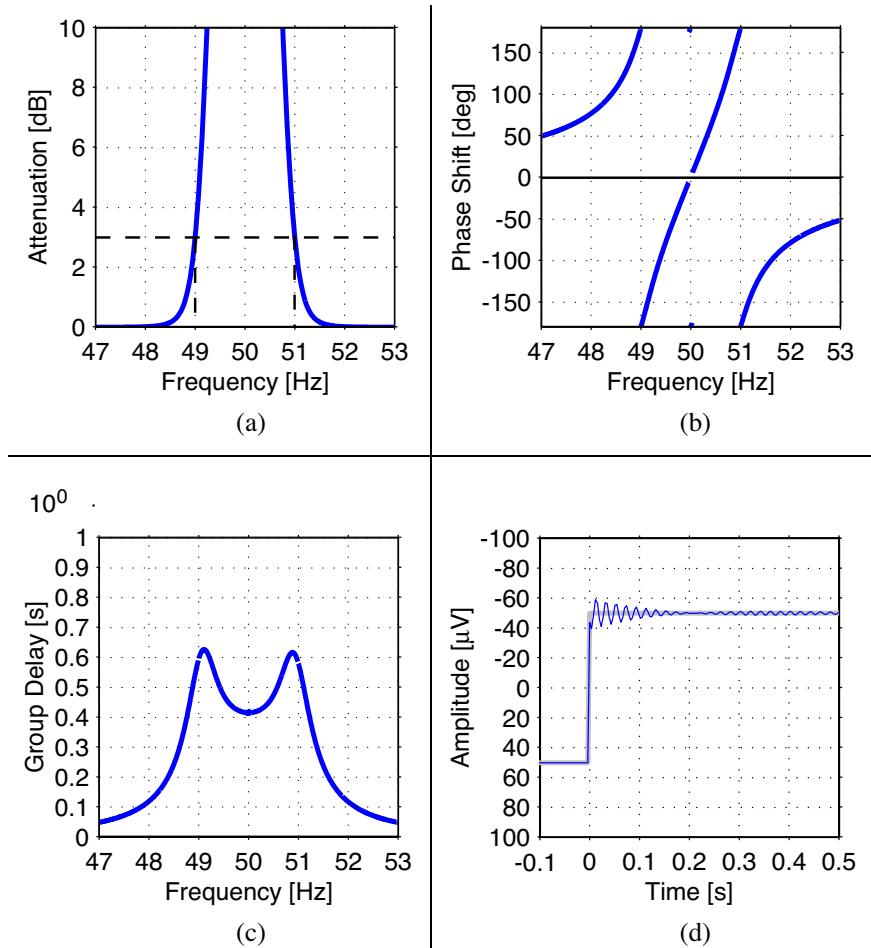 10
8
6
4
2
0
Attenuation [dB]
47 48 49 50 51 52 53
Frequency [Hz]
(a)
150
100
50
0
-50
-100
-150
Phase Shift [deg]
47 48 49 50 51 52 53
Frequency [Hz]
(b)
10⁰
1
0.9
0.8
0.7
0.6
0.5
0.4
0.3
0.2
0.1
0
Group Delay [s]
47 48 49 50 51 52 53
Frequency [Hz]
(c)
-100
-80
-60
-40
-20
0
20
40
60
80
100
Amplitude [μV]
-0.1 0 0.1 0.2 0.3 0.4 0.5
Time [s]
(d)